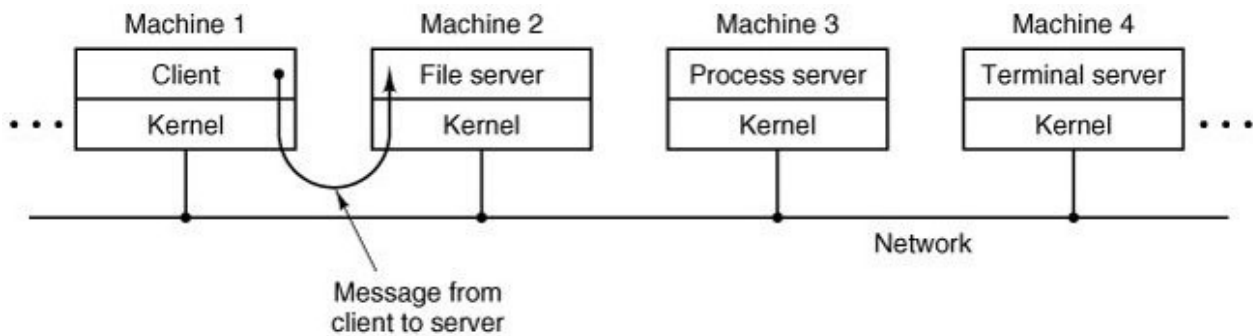 Machine 1
Machine 2
Machine 3
Machine 4
Client
File server
Process server
Terminal server
Kernel
Kernel
Kernel
Kernel
Network
Message from
client to server